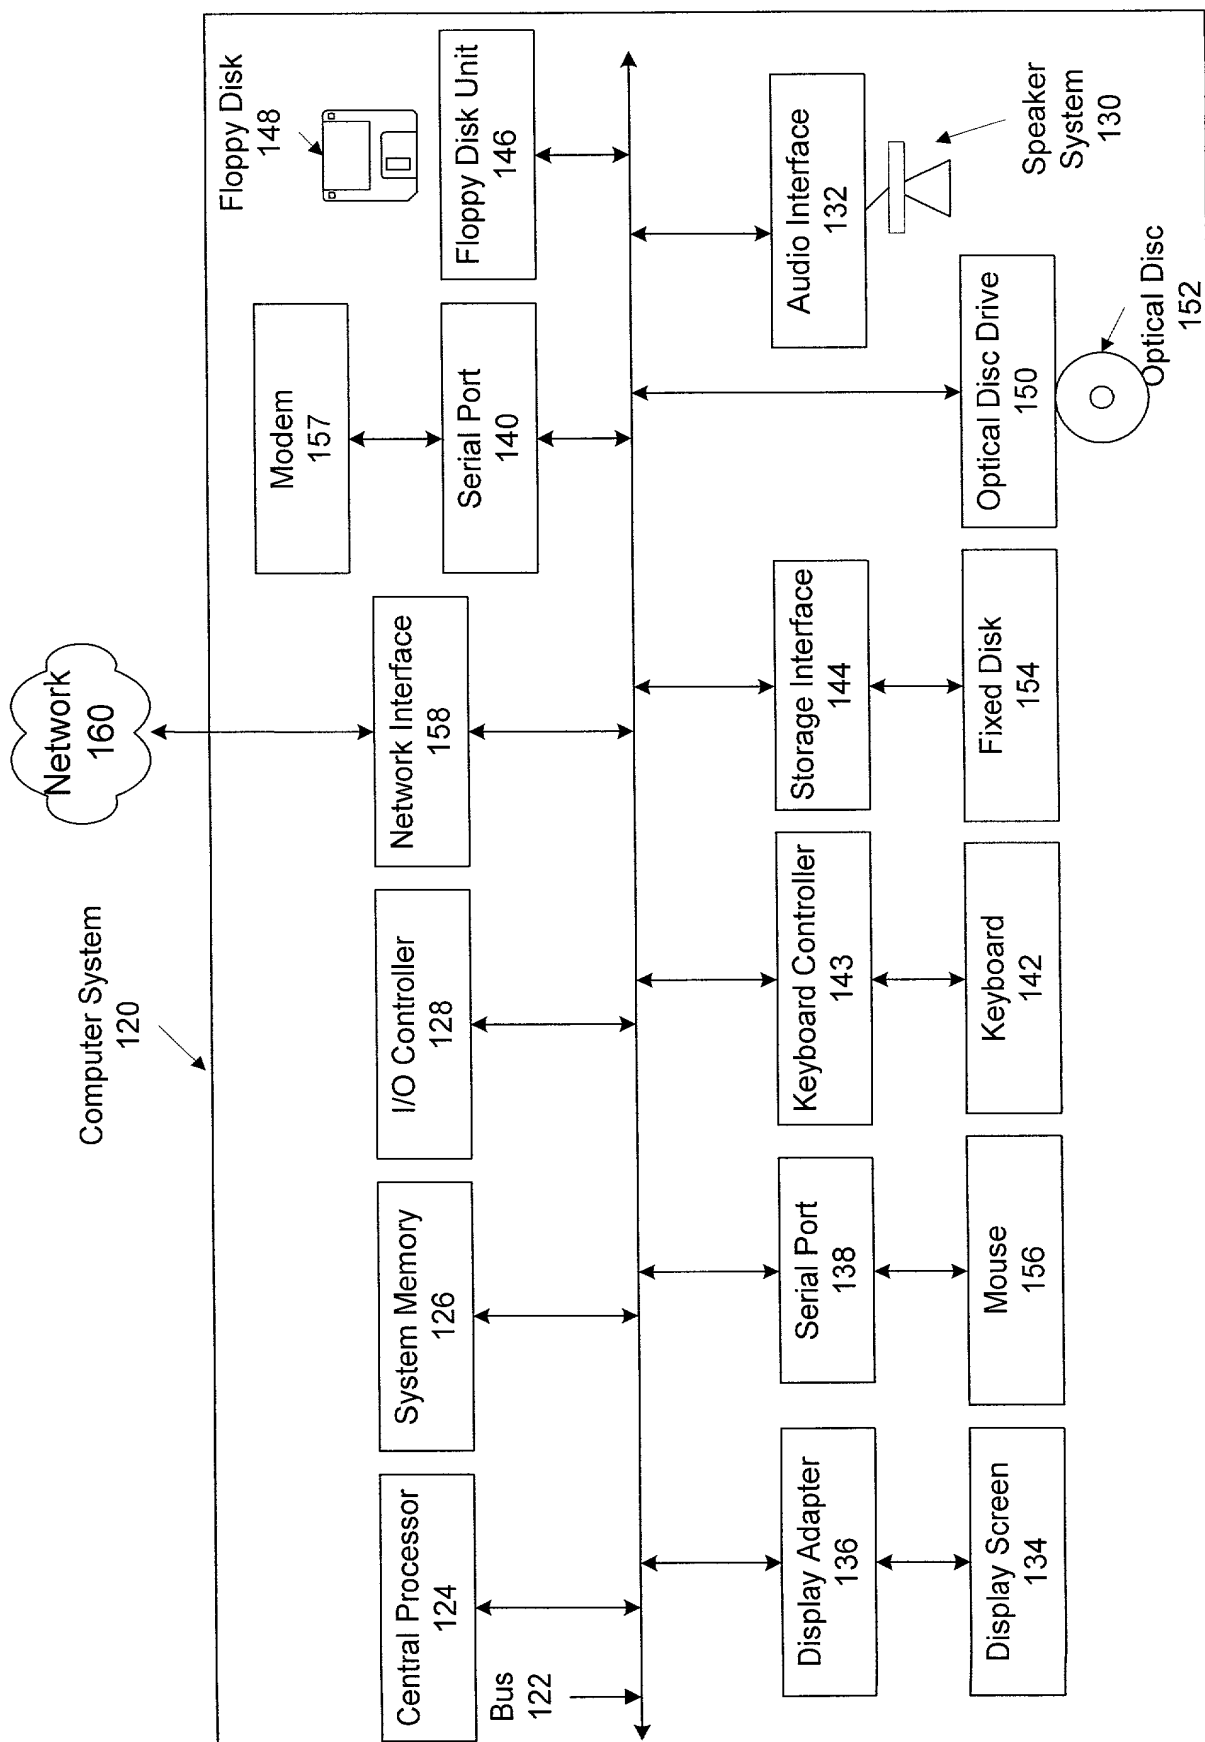 Network
160
Computer System
120
Floppy Disk
148
Modem
157
Central Processor
124
System Memory
126
I/O Controller
128
Network Interface
158
Serial Port
140
Floppy Disk Unit
146
Bus
122
Display Adapter
136
Serial Port
138
Keyboard Controller
143
Storage Interface
144
Audio Interface
132
Display Screen
134
Mouse
156
Keyboard
142
Fixed Disk
154
Optical Disc Drive
150
Speaker
System
130
Optical Disc
152